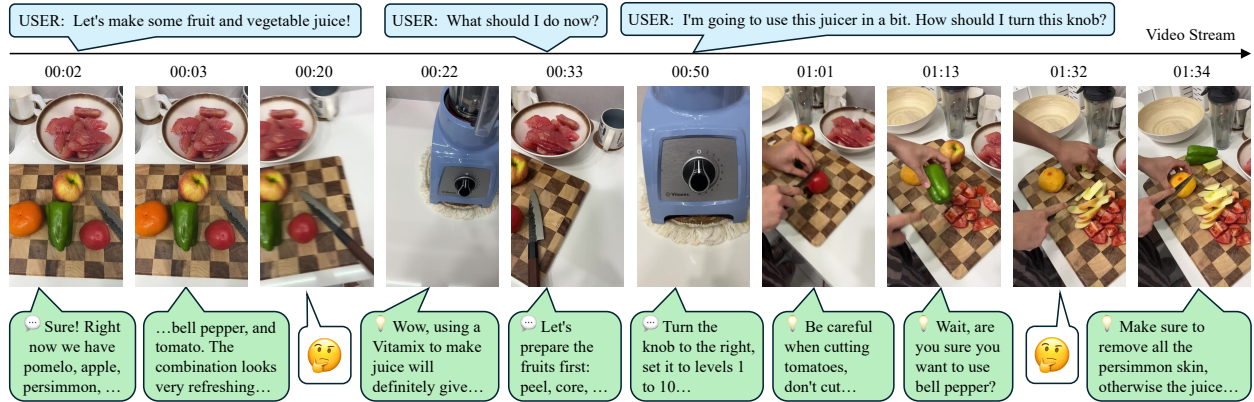 USER: Let's make some fruit and vegetable juice!
USER: What should I do now?
USER: I'm going to use this juicer in a bit. How should I turn this knob?
Video Stream
00:02
00:03
00:20
00:22
00:33
00:50
01:01
01:13
01:32
01:34
Sure! Right
now we have
pomelo, apple,
persimmon, …
…bell pepper, and
tomato. The
combination looks
very refreshing…
Wow, using a
Vitamix to make
juice will
definitely give…
Let's
prepare the
fruits first:
peel, core, …
Turn the
knob to the right,
set it to levels 1
to 10…
Be careful
when cutting
tomatoes,
don't cut…
Wait, are
you sure you
want to use
bell pepper?
Make sure to
remove all the
persimmon skin,
otherwise the juice…